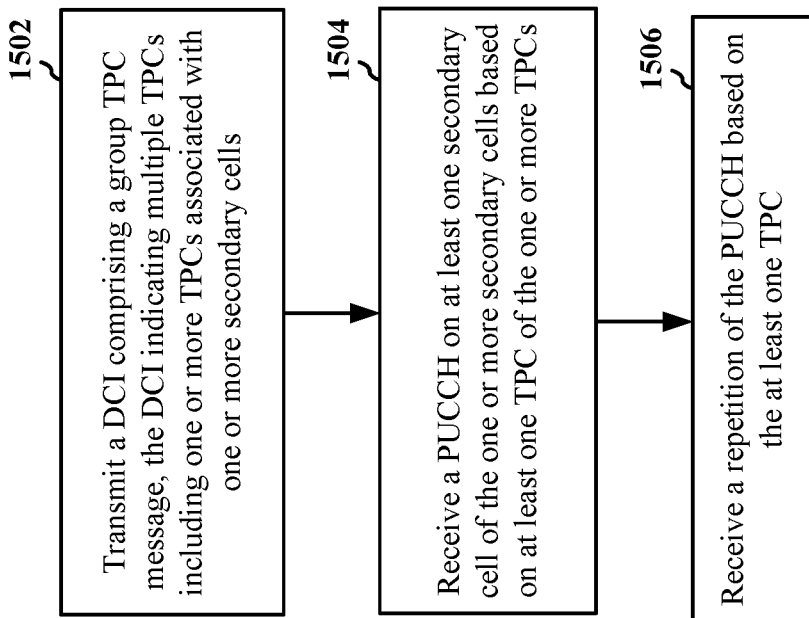 1502
Transmit a DCI comprising a group TPC
message, the DCI indicating multiple TPCs
including one or more TPCs associated with
one or more secondary cells
1504
Receive a PUCCH on at least one secondary
cell of the one or more secondary cells based
on at least one TPC of the one or more TPCs
1506
Receive a repetition of the PUCCH based on
the at least one TPC